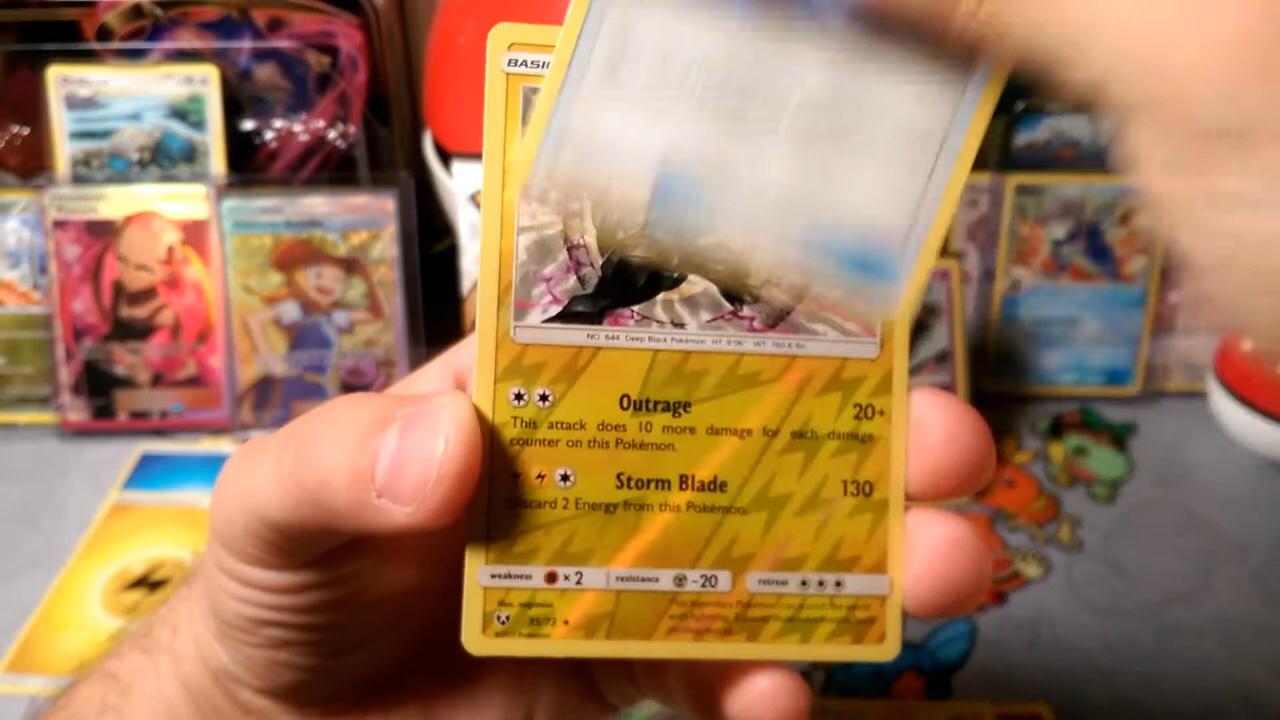 BASIC
NO. 644 Deep Black Pokémon HT: 9'06" WT: 760.6 lbs
Outrage 20+
This attack does 10 more damage for each damage
counter on this Pokémon.
Storm Blade 130
Discard 2 Energy from this Pokémon.
weakness × 2 resistance -20 retreat
35/73 ★